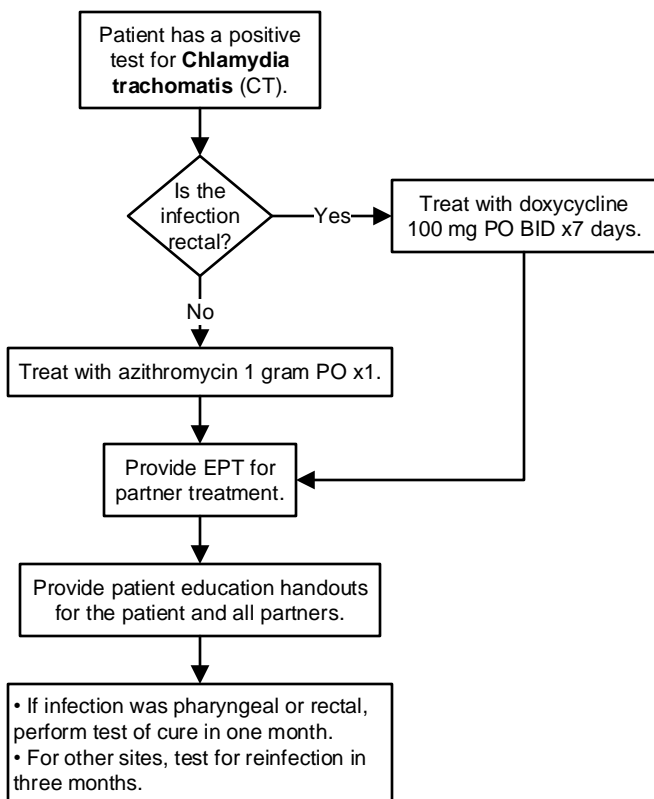 Patient has a positive
test for Chlamydia
trachomatis (CT).
Is the
infection
rectal?
Yes
Treat with doxycycline
100 mg PO BID x7 days.
No
Treat with azithromycin 1 gram PO x1.
Provide EPT for
partner treatment.
Provide patient education handouts
for the patient and all partners.
• If infection was pharyngeal or rectal,
perform test of cure in one month.
• For other sites, test for reinfection in
three months.